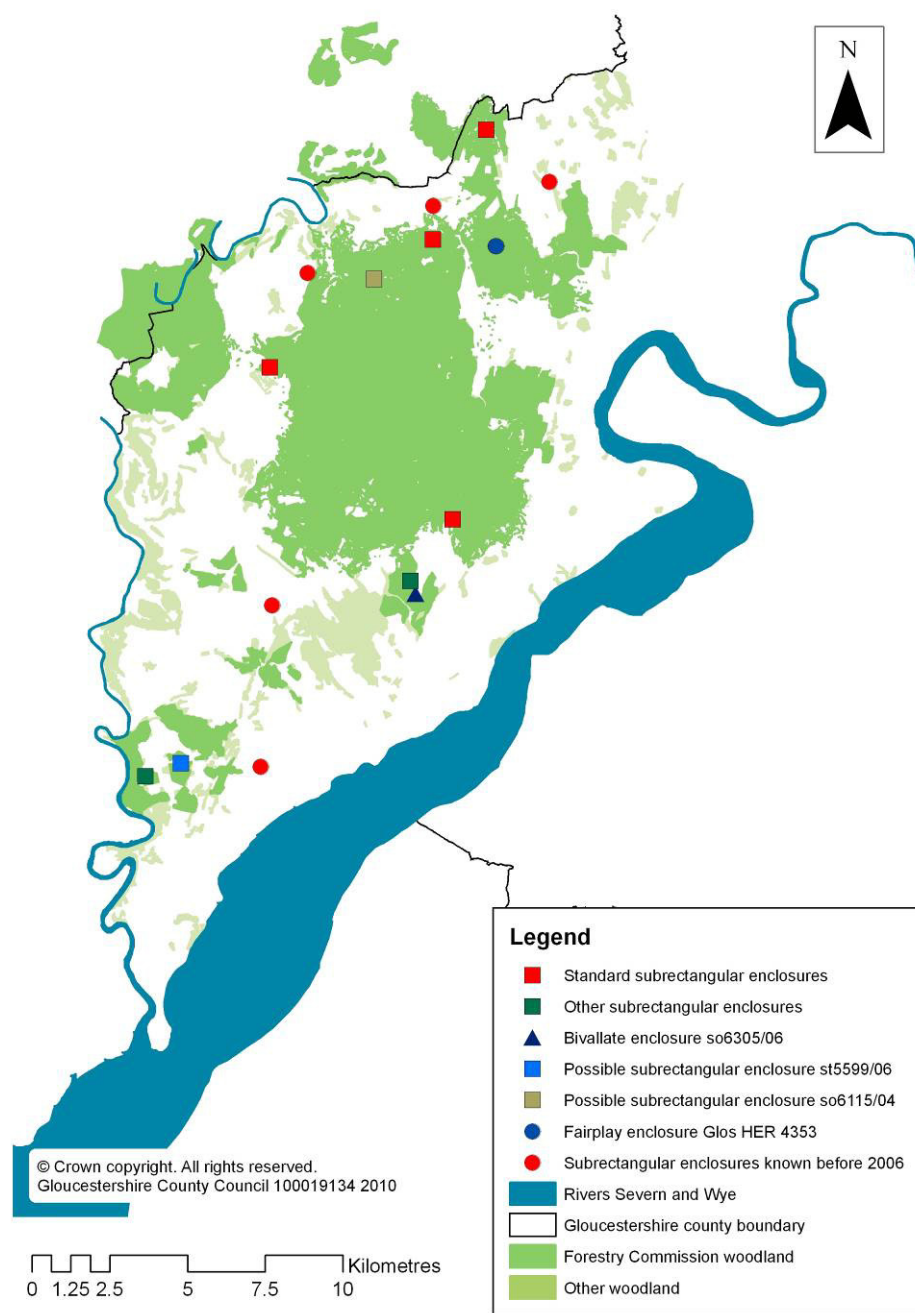 N
Legend
Standard subrectangular enclosures
Other subrectangular enclosures
Bivallate enclosure so6305/06
Possible subrectangular enclosure st5599/06
Possible subrectangular enclosure so6115/04
Fairplay enclosure Glos HER 4353
Subrectangular enclosures known before 2006
Rivers Severn and Wye
Gloucestershire county boundary
Forestry Commission woodland
Other woodland
© Crown copyright. All rights reserved.
Gloucestershire County Council 100019134 2010
Kilometres
0 1.25 2.5 5 7.5 10